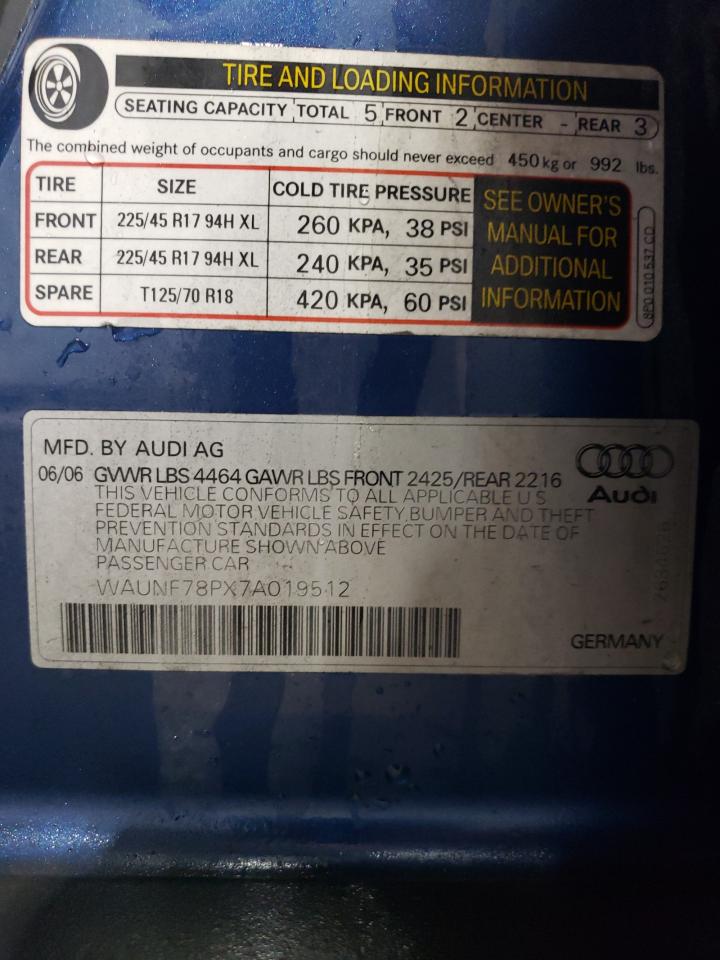 TIRE AND LOADING INFORMATION
SEATING CAPACITY TOTAL 5 FRONT 2 CENTER - REAR 3
The combined weight of occupants and cargo should never exceed 450 kg or 992 lbs.
TIRE SIZE COLD TIRE PRESSURE
FRONT 225/45 R17 94H XL 260 KPA, 38 PSI
REAR 225/45 R17 94H XL 240 KPA, 35 PSI
SPARE T125/70 R18 420 KPA, 60 PSI
SEE OWNER'S
MANUAL FOR
ADDITIONAL
INFORMATION
8P0 010 537 CD
MFD. BY AUDI AG
06/06 GVWR LBS 4464 GAWR LBS FRONT 2425/REAR 2216
THIS VEHICLE CONFORMS TO ALL APPLICABLE U S
FEDERAL MOTOR VEHICLE SAFETY,BUMPER AND THEFT
PREVENTION STANDARDS IN EFFECT ON THE DATE OF
MANUFACTURE SHOWN ABOVE
PASSENGER CAR
WAUNF78PX7A019512
Audi
GERMANY